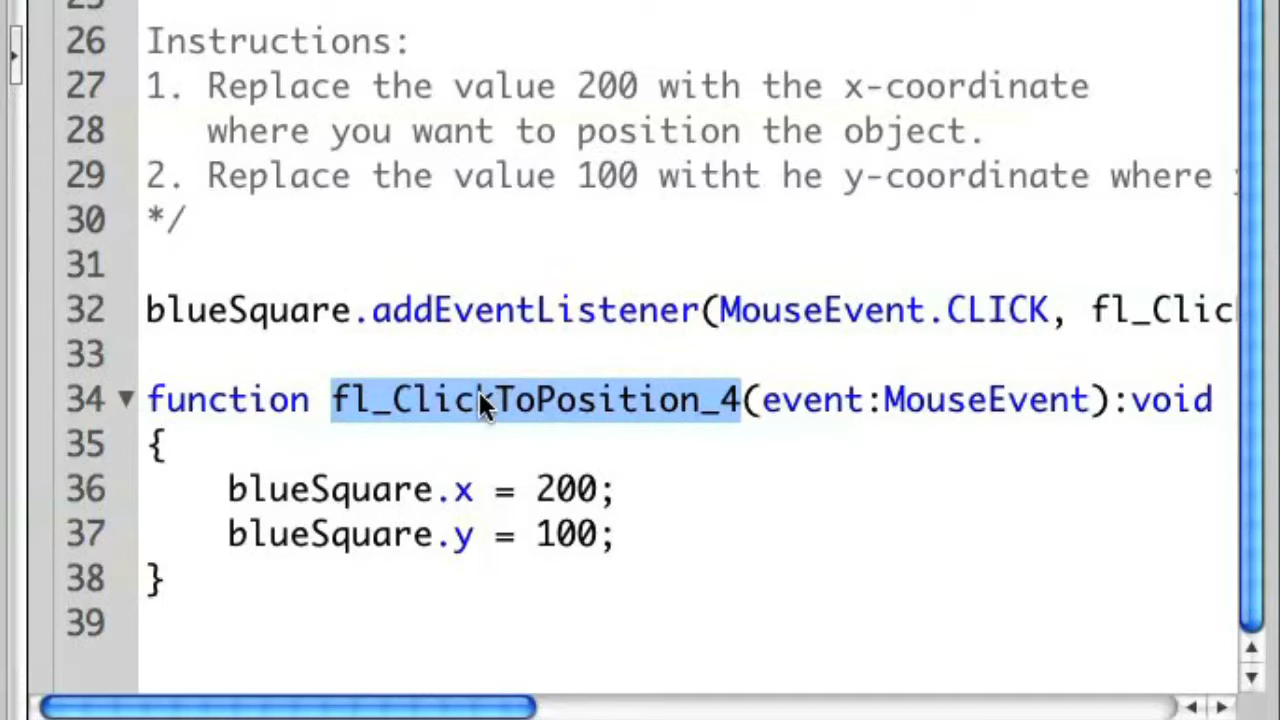 26 Instructions:
27 1. Replace the value 200 with the x-coordinate
28 where you want to position the object.
29 2. Replace the value 100 witht he y-coordinate where
30 */
31
32 blueSquare.addEventListener(MouseEvent.CLICK, fl_Clic
33
34 function fl_ClickToPosition_4(event:MouseEvent):void
35 {
36 blueSquare.x = 200;
37 blueSquare.y = 100;
38 }
39